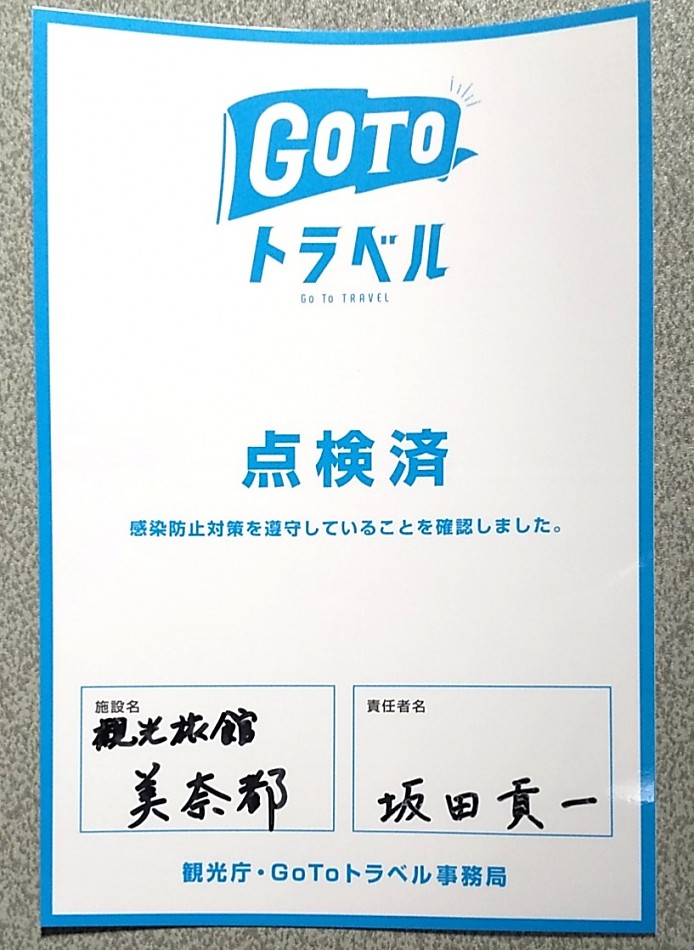 GOTO
トラベル
GO TO TRAVEL
点検済
感染防止対策を遵守していることを確認しました。
施設名
観光旅館
美奈都
責任者名
坂田貢一
観光庁・GoToトラベル事務局